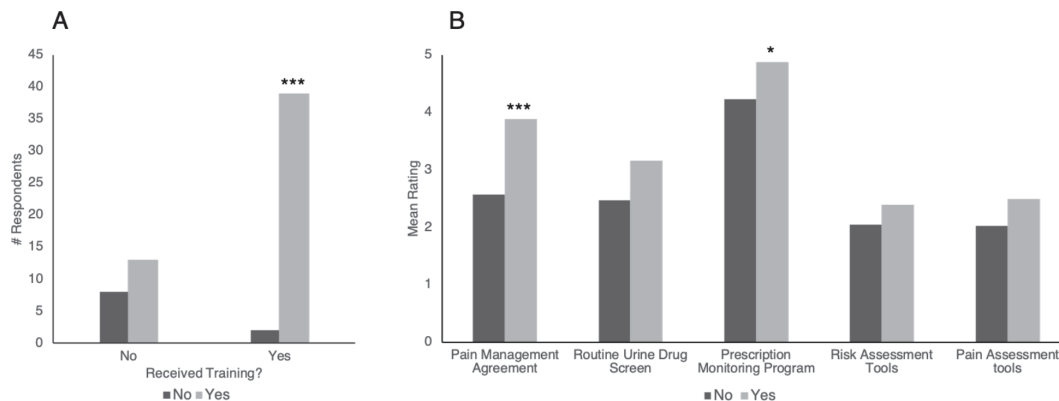 A
45
40
35
30
25
20
15
10
5
0
# Respondents
***
No Yes
Received Training?
No Yes
B
5
4
3
2
1
0
Mean Rating
***
*
Pain Management Agreement
Routine Urine Drug Screen
Prescription Monitoring Program
Risk Assessment Tools
Pain Assessment tools
No Yes